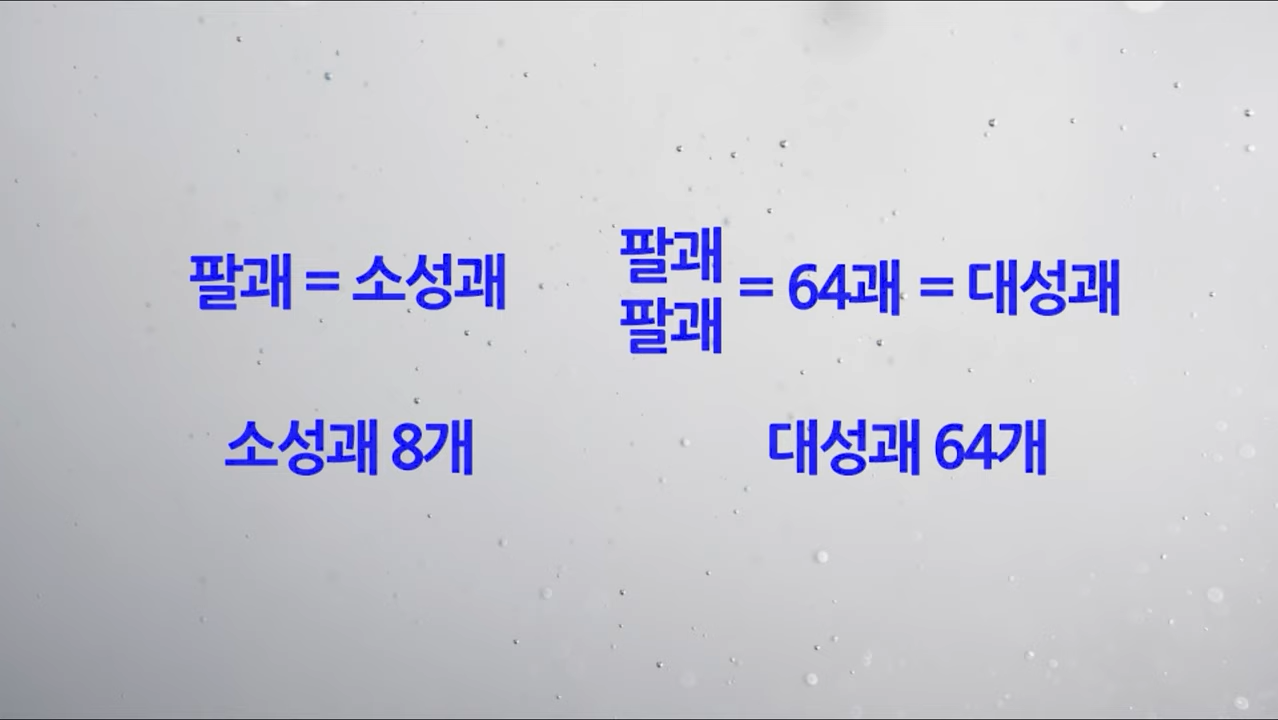 팔괘 = 소성괘
팔괘
팔괘
= 64괘 = 대성괘
소성괘 8개
대성괘 64개